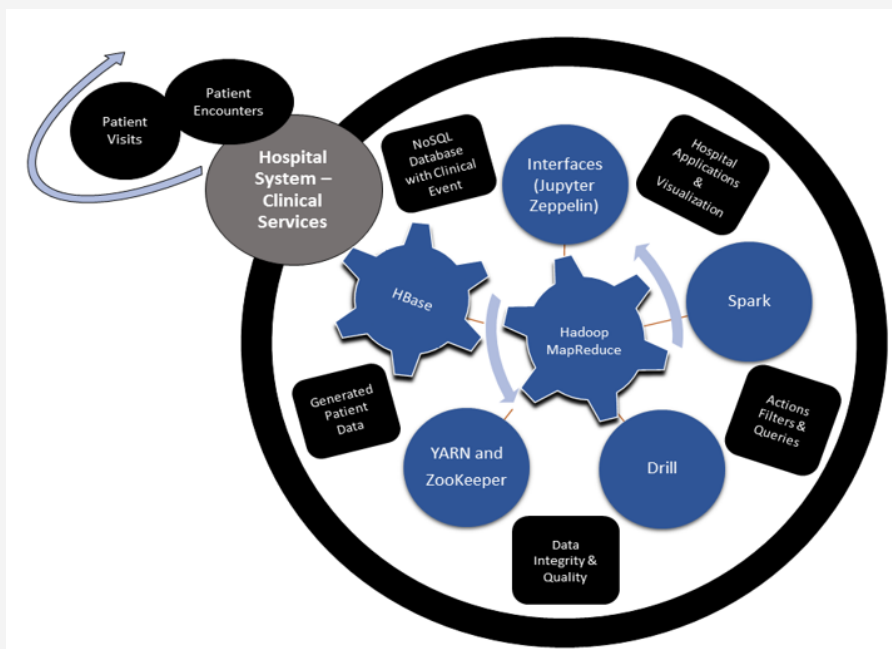 Patient
Encounters
Patient
Visits
Hospital
System –
Clinical
Services
NoSQL
Database
with Clinical
Event
Interfaces
(Jupyter
Zeppelin)
Hospital
Applications
&
Visualization
HBase
Hadoop
MapReduce
Spark
Generated
Patient
Data
Actions
Filters &
Queries
YARN and
ZooKeeper
Drill
Data
Integrity &
Quality